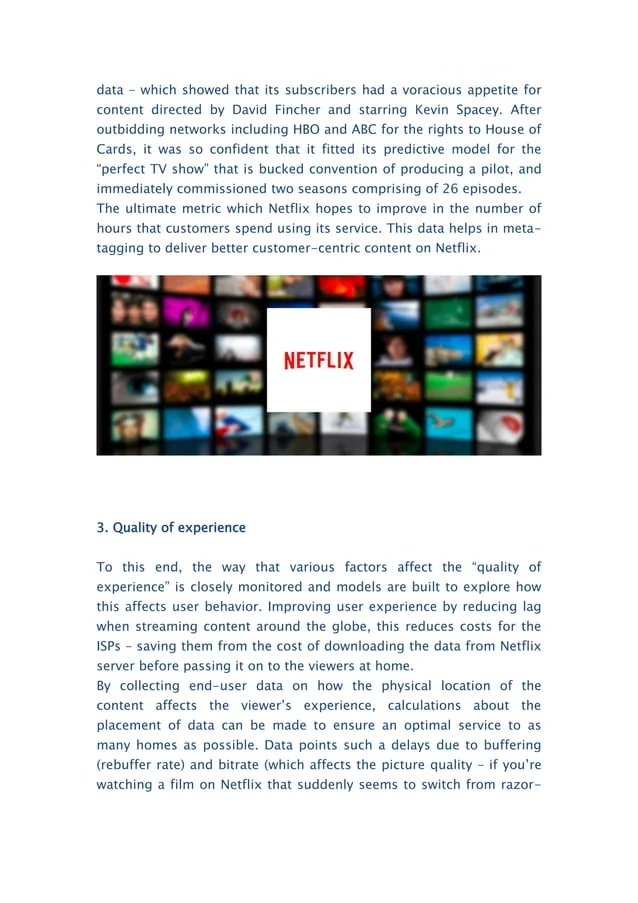 data – which showed that its subscribers had a voracious appetite for
content directed by David Fincher and starring Kevin Spacey. After
outbidding networks including HBO and ABC for the rights to House of
Cards, it was so confident that it fitted its predictive model for the
“perfect TV show” that is bucked convention of producing a pilot, and
immediately commissioned two seasons comprising of 26 episodes.
The ultimate metric which Netflix hopes to improve in the number of
hours that customers spend using its service. This data helps in meta-
tagging to deliver better customer-centric content on Netflix.
NETFLIX
3. Quality of experience
To this end, the way that various factors affect the “quality of
experience” is closely monitored and models are built to explore how
this affects user behavior. Improving user experience by reducing lag
when streaming content around the globe, this reduces costs for the
ISPs – saving them from the cost of downloading the data from Netflix
server before passing it on to the viewers at home.
By collecting end-user data on how the physical location of the
content affects the viewer’s experience, calculations about the
placement of data can be made to ensure an optimal service to as
many homes as possible. Data points such a delays due to buffering
(rebuffer rate) and bitrate (which affects the picture quality – if you’re
watching a film on Netflix that suddenly seems to switch from razor-